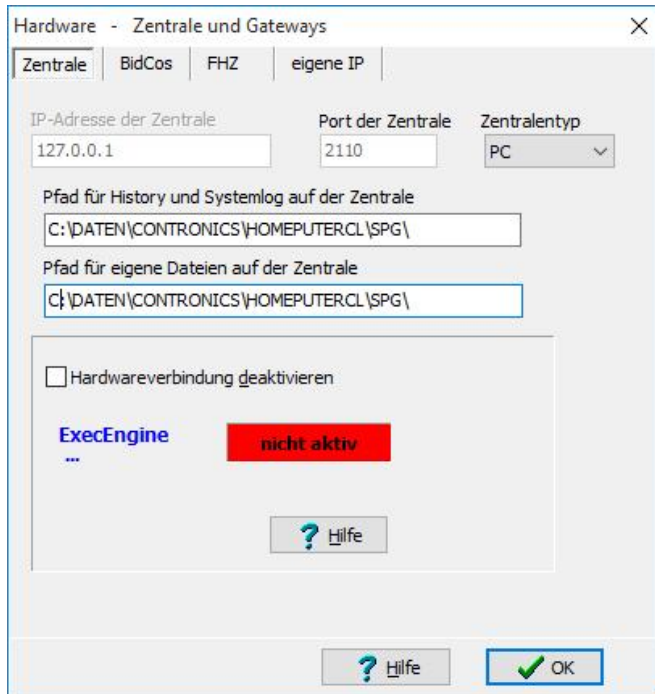 Hardware - Zentrale und Gateways
Zentrale BidCos FHZ eigene IP
IP-Adresse der Zentrale Port der Zentrale Zentralentyp
127.0.0.1 2110 PC
Pfad für History und Systemlog auf der Zentrale
C:\DATEN\CONTRONICS\HOMEPUTERCL\SPG\
Pfad für eigene Dateien auf der Zentrale
C:\DATEN\CONTRONICS\HOMEPUTERCL\SPG\
Hardwareverbindung deaktivieren
ExecEngine nicht aktiv
...
? Hilfe
? Hilfe OK